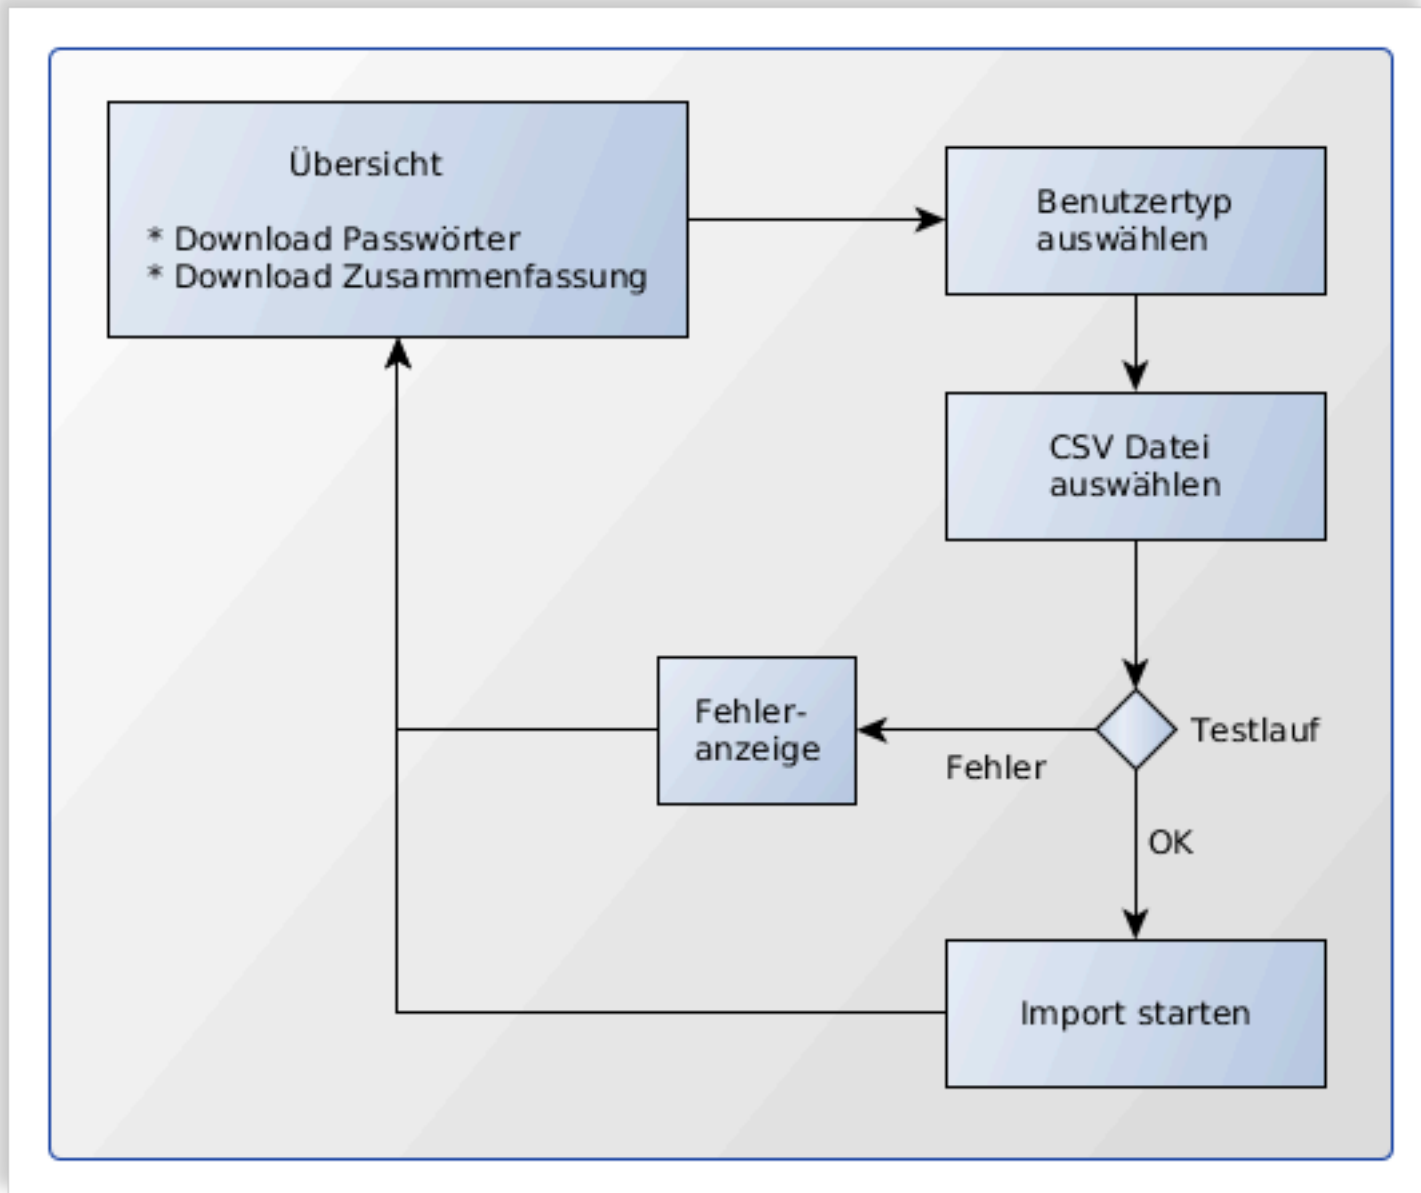 Übersicht
* Download Passwörter
* Download Zusammenfassung
Benutzertyp
auswählen
CSV Datei
auswählen
Testlauf
Fehler
Fehler-
anzeige
OK
Import starten